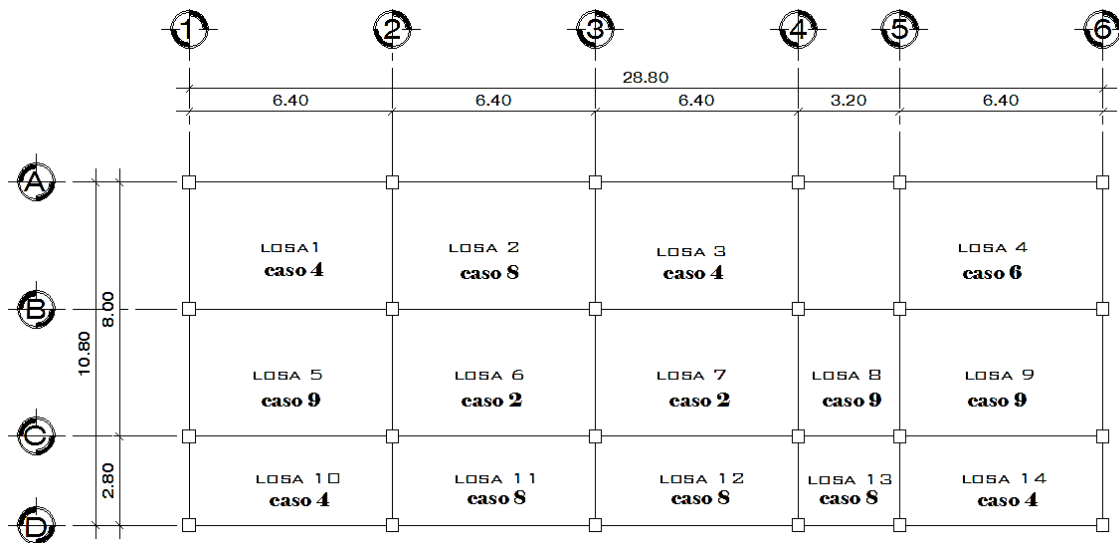 1 2 3 4 5 6
28.80
6.40 6.40 6.40 3.20 6.40
A
LOSA1 LOSA 2 LOSA 3 LOSA 4
caso 4 caso 8 caso 4 caso 6
B
8.00
10.80
LOSA 5 LOSA 6 LOSA 7 LOSA 8 LOSA 9
caso 9 caso 2 caso 2 caso 9 caso 9
C
2.80
LOSA 10 LOSA 11 LOSA 12 LOSA 13 LOSA 14
caso 4 caso 8 caso 8 caso 8 caso 4
D